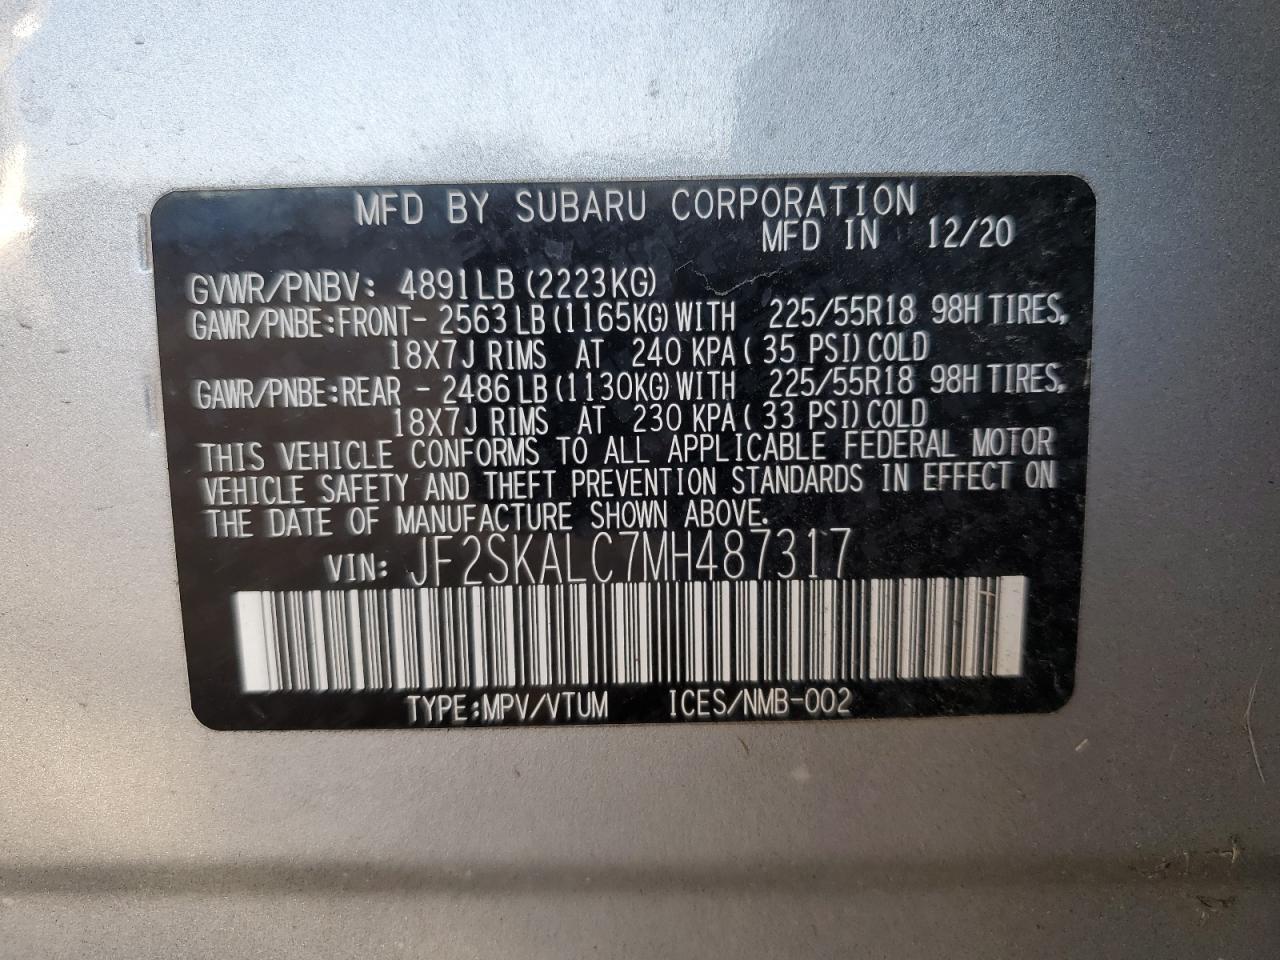 MFD BY SUBARU CORPORATION
MFD IN 12/20
GVWR/PNBV: 4891LB (2223KG)
GAWR/PNBE:FRONT- 2563 LB (1165KG) WITH 225/55R18 98H TIRES,
18X7J RIMS AT 240 KPA ( 35 PSI) COLD
GAWR/PNBE:REAR - 2486 LB (1130KG) WITH 225/55R18 98H TIRES,
18X7J RIMS AT 230 KPA ( 33 PSI) COLD
THIS VEHICLE CONFORMS TO ALL APPLICABLE FEDERAL MOTOR
VEHICLE SAFETY AND THEFT PREVENTION STANDARDS IN EFFECT ON
THE DATE OF MANUFACTURE SHOWN ABOVE.
VIN: JF2SKALC7MH487317
TYPE:MPV/VTUM ICES/NMB-002